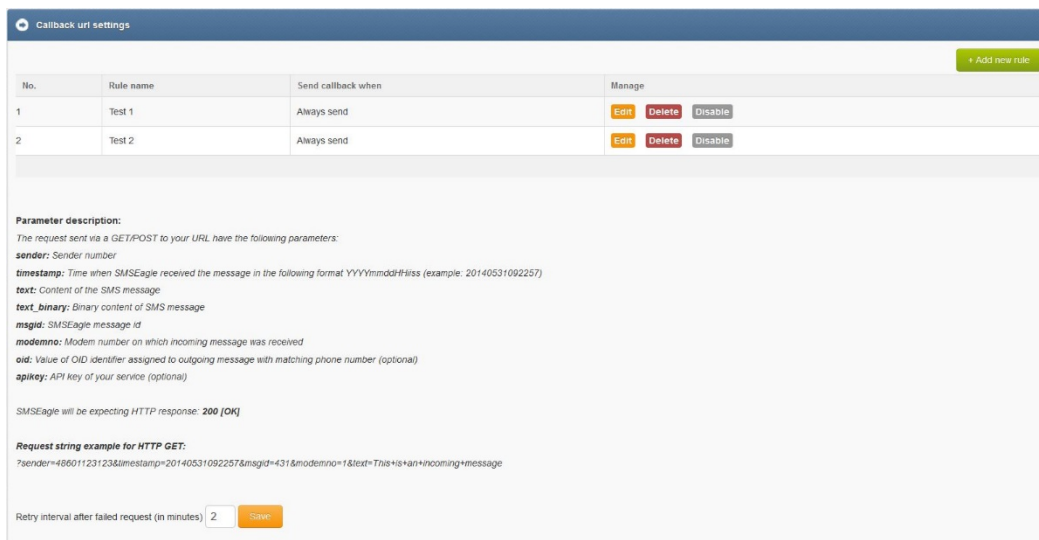 Callback url settings
+ Add new rule
No. Rule name Send callback when Manage
1 Test 1 Always send Edit Delete Disable
2 Test 2 Always send Edit Delete Disable
Parameter description:
The request sent via a GET/POST to your URL have the following parameters:
sender: Sender number
timestamp: Time when SMSEagle received the message in the following format YYYYmmddHHiiss (example: 20140531092257)
text: Content of the SMS message
text_binary: Binary content of SMS message
msgid: SMSEagle message id
modemno: Modem number on which incoming message was received
oid: Value of OID identifier assigned to outgoing message with matching phone number (optional)
apikey: API key of your service (optional)
SMSEagle will be expecting HTTP response: 200 [OK]
Request string example for HTTP GET:
?sender=48601123123&timestamp=20140531092257&msgid=431&modemno=1&text=This+is+an+incoming+message
Retry interval after failed request (in minutes) 2 Save